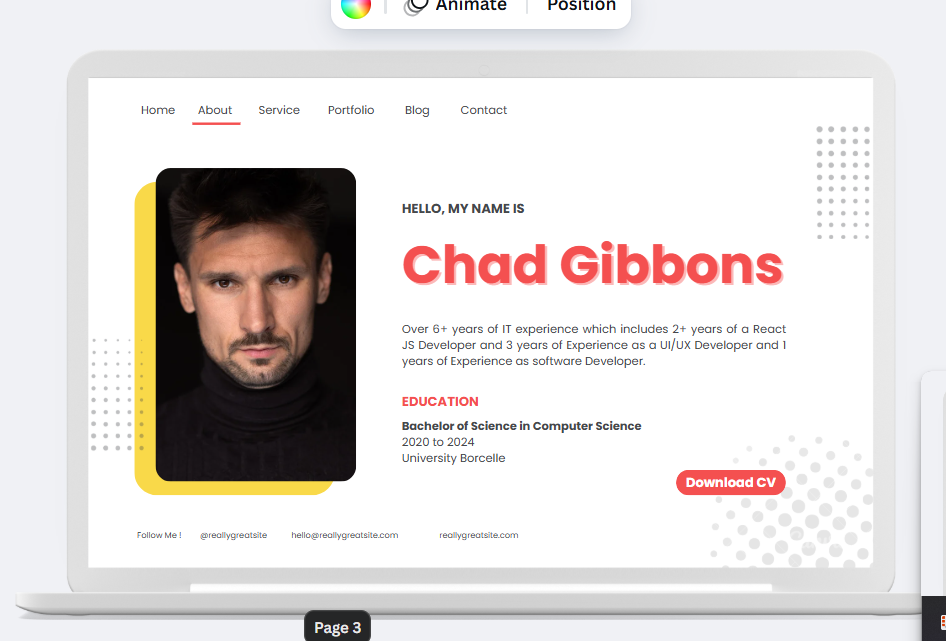 Animate Position
Home About Service Portfolio Blog Contact
HELLO, MY NAME IS
Chad Gibbons
Over 6+ years of IT experience which includes 2+ years of a React
JS Developer and 3 years of Experience as a UI/UX Developer and 1
years of Experience as software Developer.
EDUCATION
Bachelor of Science in Computer Science
2020 to 2024
University Borcelle
Download CV
Follow Me ! @reallygreatsite hello@reallygreatsite.com reallygreatsite.com
Page 3